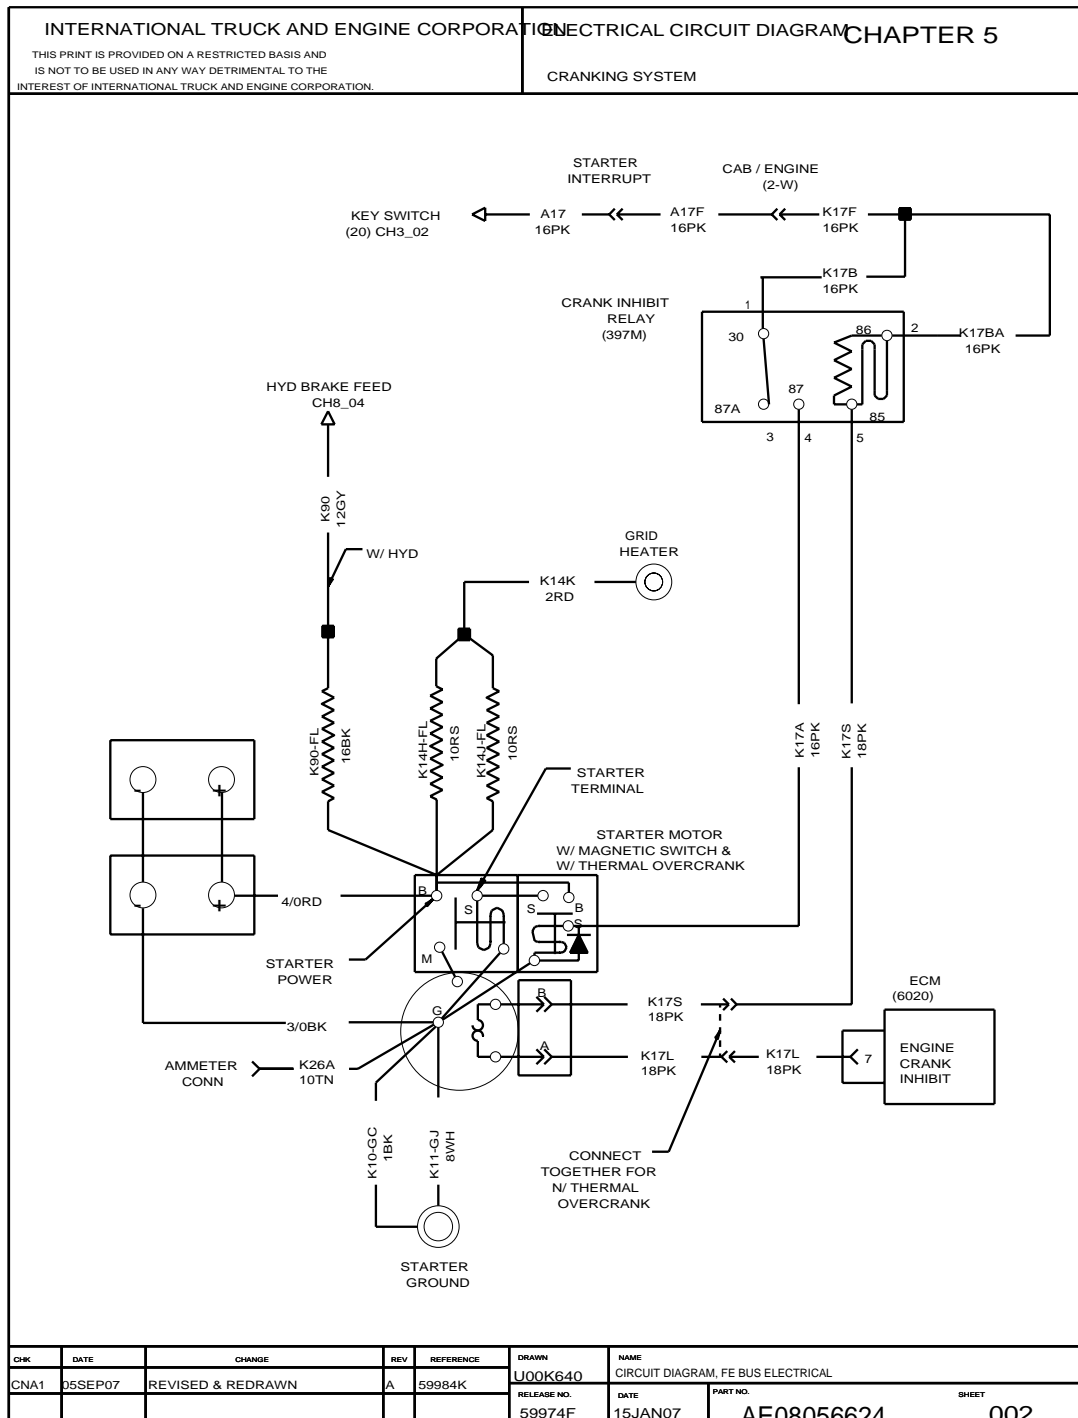 INTERNATIONAL TRUCK AND ENGINE CORPORATION
ELECTRICAL CIRCUIT DIAGRAM
CHAPTER 5
THIS PRINT IS PROVIDED ON A RESTRICTED BASIS AND
IS NOT TO BE USED IN ANY WAY DETRIMENTAL TO THE
INTEREST OF INTERNATIONAL TRUCK AND ENGINE CORPORATION.
CRANKING SYSTEM
STARTER
INTERRUPT
CAB / ENGINE
(2-W)
KEY SWITCH
(20) CH3_02
A17
16PK
A17F
16PK
K17F
16PK
K17B
16PK
CRANK INHIBIT
RELAY
(397M)
1
30
86
2
K17BA
16PK
87
87A
85
3
4
5
HYD BRAKE FEED
CH8_04
K90
12GY
W/ HYD
GRID
HEATER
K14K
2RD
K90-FL
16BK
K14H-FL
10RS
K14J-FL
10RS
K17A
16PK
K17S
18PK
STARTER
TERMINAL
STARTER MOTOR
W/ MAGNETIC SWITCH &
W/ THERMAL OVERCRANK
-
+
-
+
4/0RD
B
S
S
B
S
M
STARTER
POWER
G
3/0BK
AMMETER
CONN
K26A
10TN
B
A
K17S
18PK
K17L
18PK
K17L
18PK
ECM
(6020)
7
ENGINE
CRANK
INHIBIT
K10-GC
1BK
K11-GJ
8WH
CONNECT
TOGETHER FOR
N/ THERMAL
OVERCRANK
STARTER
GROUND
CHK
DATE
CHANGE
REV
REFERENCE
DRAWN
NAME
CNA1
05SEP07
REVISED & REDRAWN
A
59984K
U00K640
CIRCUIT DIAGRAM, FE BUS ELECTRICAL
RELEASE NO.
DATE
PART NO.
SHEET
59974F
15JAN07
AE08056624
002